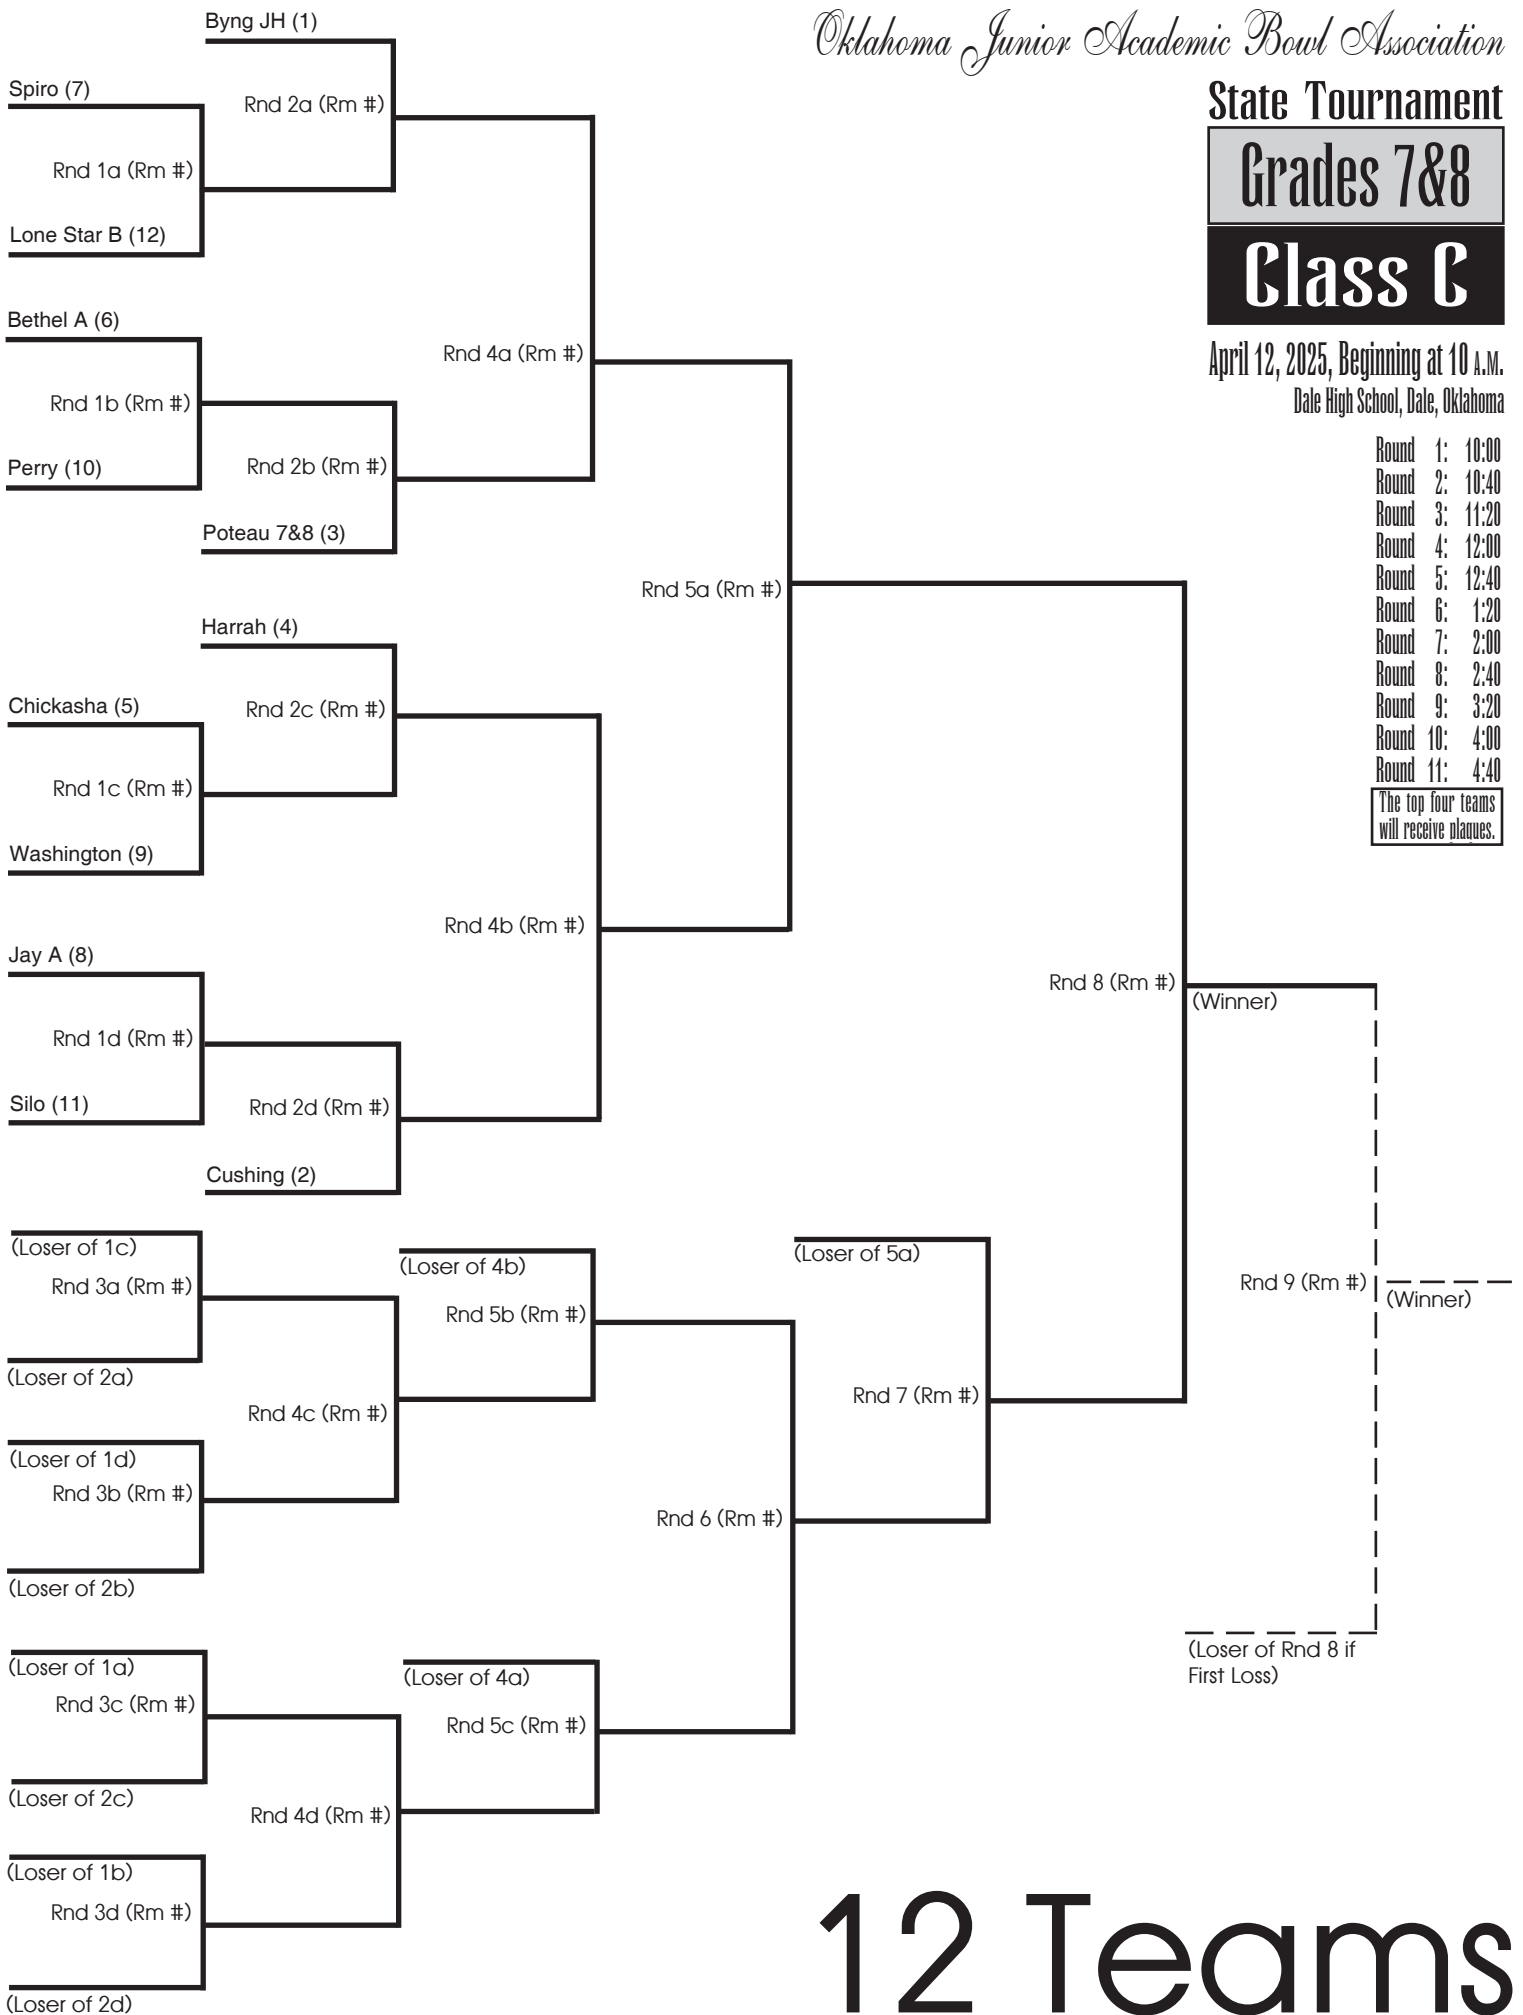 Oklahoma Junior Academic Bowl Association
State Tournament
Grades 7&8
Class C
April 12, 2025, Beginning at 10 A.M.
Dale High School, Dale, Oklahoma
Round 1: 10:00
Round 2: 10:40
Round 3: 11:20
Round 4: 12:00
Round 5: 12:40
Round 6: 1:20
Round 7: 2:00
Round 8: 2:40
Round 9: 3:20
Round 10: 4:00
Round 11: 4:40
The top four teams
will receive plaques.
Byng JH (1)
Spiro (7)
Rnd 2a (Rm #)
Rnd 1a (Rm #)
Lone Star B (12)
Bethel A (6)
Rnd 4a (Rm #)
Rnd 1b (Rm #)
Perry (10)
Rnd 2b (Rm #)
Poteau 7&8 (3)
Rnd 5a (Rm #)
Harrah (4)
Chickasha (5)
Rnd 2c (Rm #)
Rnd 1c (Rm #)
Washington (9)
Rnd 4b (Rm #)
Jay A (8)
Rnd 8 (Rm #)
(Winner)
Rnd 1d (Rm #)
Silo (11)
Rnd 2d (Rm #)
Cushing (2)
(Loser of 1c)
Rnd 3a (Rm #)
(Loser of 2a)
(Loser of 4b)
Rnd 5b (Rm #)
(Loser of 5a)
Rnd 9 (Rm #)
(Winner)
Rnd 7 (Rm #)
Rnd 4c (Rm #)
(Loser of 1d)
Rnd 3b (Rm #)
(Loser of 2b)
Rnd 6 (Rm #)
(Loser of 1a)
Rnd 3c (Rm #)
(Loser of 2c)
(Loser of 4a)
Rnd 5c (Rm #)
(Loser of Rnd 8 if
First Loss)
Rnd 4d (Rm #)
(Loser of 1b)
Rnd 3d (Rm #)
(Loser of 2d)
12 Teams